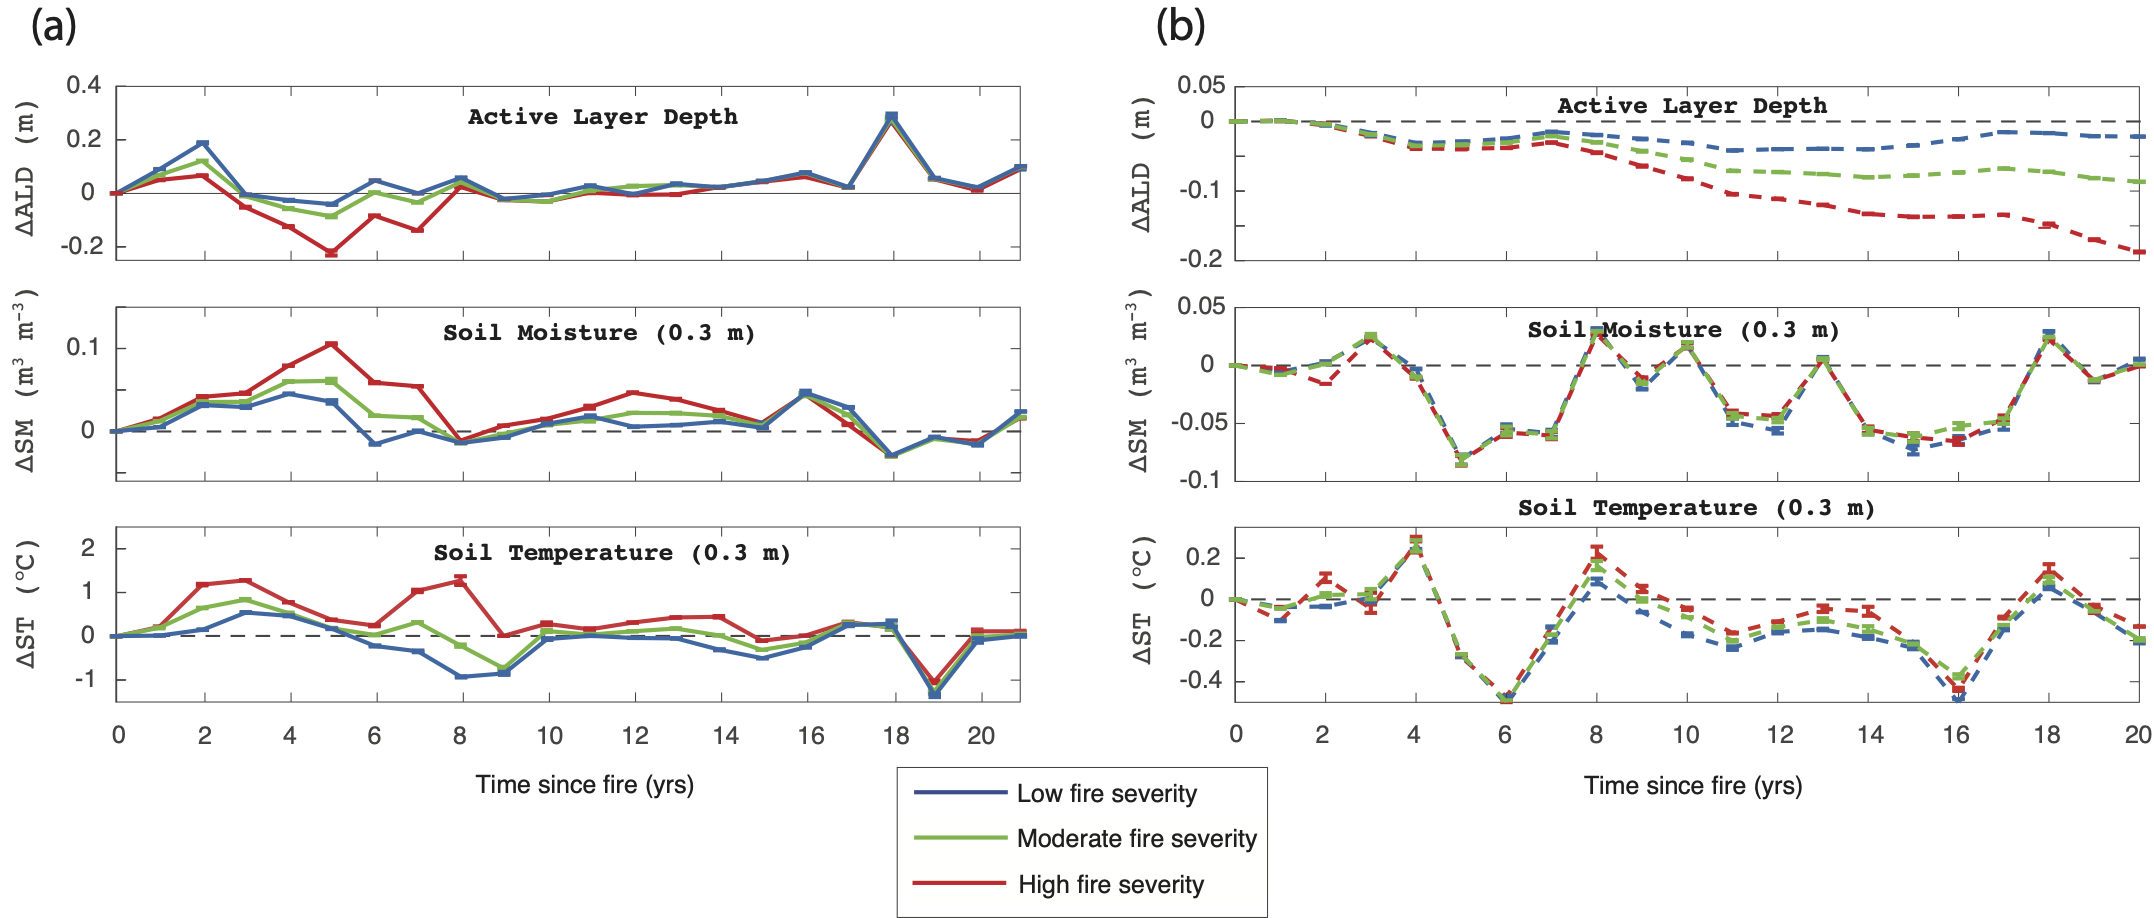 (a)
(b)
0.4
0.2
0
-0.2
ΔALD (m)
Active Layer Depth
0.1
0
ΔSM (m³ m⁻³)
Soil Moisture (0.3 m)
2
1
0
-1
ΔST (°C)
Soil Temperature (0.3 m)
0 2 4 6 8 10 12 14 16 18 20
Time since fire (yrs)
0.05
0
-0.1
-0.2
ΔALD (m)
Active Layer Depth
0.05
0
-0.05
-0.1
ΔSM (m³ m⁻³)
Soil Moisture (0.3 m)
Soil Temperature (0.3 m)
0.2
0
-0.2
-0.4
ΔST (°C)
0 2 4 6 8 10 12 14 16 18 20
Time since fire (yrs)
Low fire severity
Moderate fire severity
High fire severity